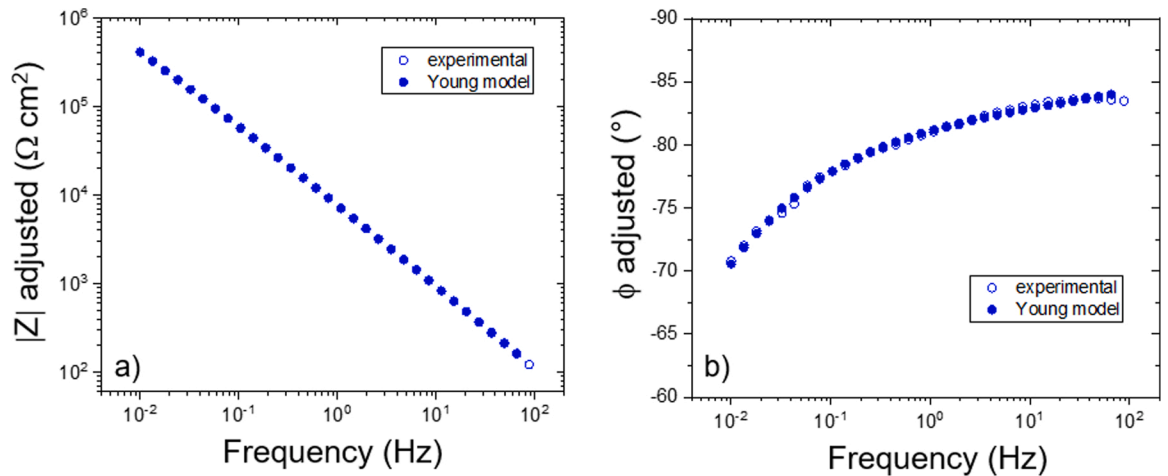 10^6
10^5
10^4
10^3
10^2
|Z| adjusted (Ω cm^2)
experimental
Young model
a)
10^-2
10^-1
10^0
10^1
10^2
Frequency (Hz)
-90
-85
-80
-75
-70
-65
-60
ϕ adjusted (°)
experimental
Young model
b)
10^-2
10^-1
10^0
10^1
10^2
Frequency (Hz)